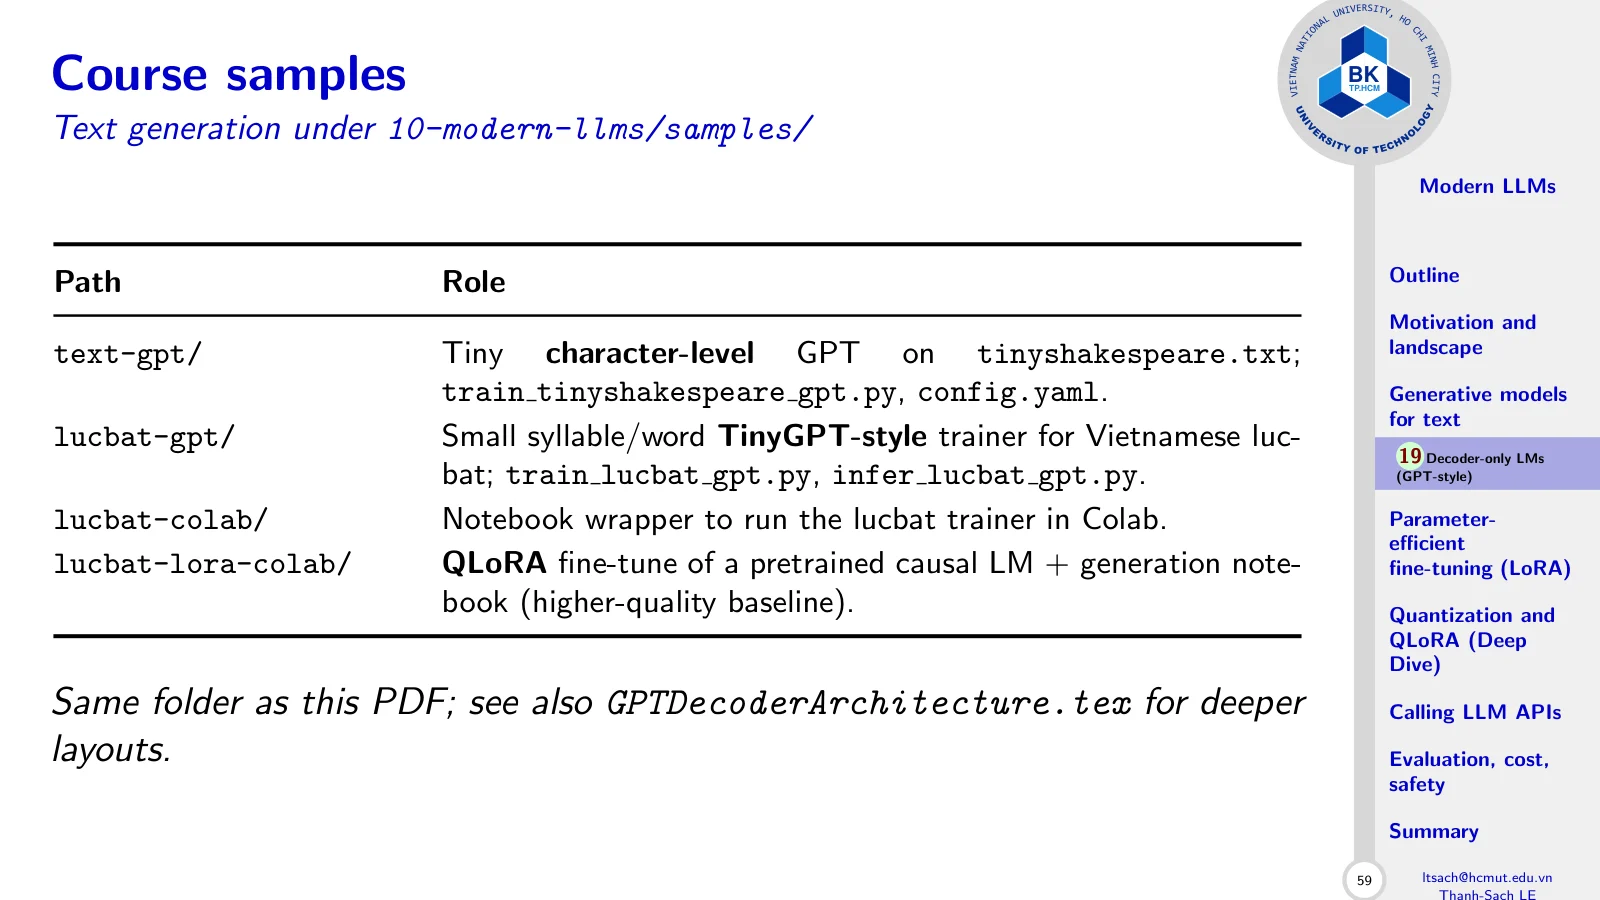 Course samples
Text generation under 10-modern-llms/samples/
Path Role
text-gpt/ Tiny character-level GPT on tinyshakespeare.txt;
train_tinyshakespeare_gpt.py, config.yaml.
lucbat-gpt/ Small syllable/word TinyGPT-style trainer for Vietnamese luc-
bat; train_lucbat_gpt.py, infer_lucbat_gpt.py.
lucbat-colab/ Notebook wrapper to run the lucbat trainer in Colab.
lucbat-lora-colab/ QLoRA fine-tune of a pretrained causal LM + generation note-
book (higher-quality baseline).
Same folder as this PDF; see also GPTDecoderArchitecture.tex for deeper
layouts.
VIETNAM NATIONAL UNIVERSITY, HO CHI MINH CITY
BK
TP.HCM
UNIVERSITY OF TECHNOLOGY
Modern LLMs
Outline
Motivation and
landscape
Generative models
for text
19 Decoder-only LMs
(GPT-style)
Parameter-
efficient
fine-tuning (LoRA)
Quantization and
QLoRA (Deep
Dive)
Calling LLM APIs
Evaluation, cost,
safety
Summary
59
ltsach@hcmut.edu.vn
Thanh-Sach LE